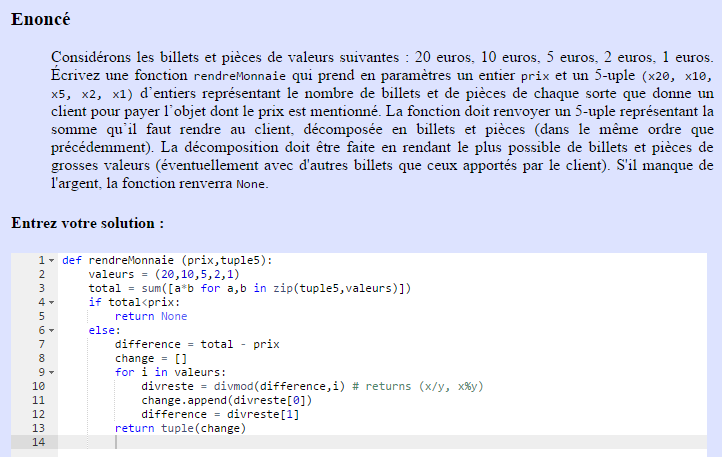 Enoncé
Considérons les billets et pièces de valeurs suivantes : 20 euros, 10 euros, 5 euros, 2 euros, 1 euros.
Écrivez une fonction rendreMonnaie qui prend en paramètres un entier prix et un 5-uple (x20, x10,
x5, x2, x1) d'entiers représentant le nombre de billets et de pièces de chaque sorte que donne un
client pour payer l'objet dont le prix est mentionné. La fonction doit renvoyer un 5-uple représentant la
somme qu'il faut rendre au client, décomposée en billets et pièces (dans le même ordre que
précédemment). La décomposition doit être faite en rendant le plus possible de billets et pièces de
grosses valeurs (éventuellement avec d'autres billets que ceux apportés par le client). S'il manque de
l'argent, la fonction renverra None.
Entrez votre solution :
1 def rendreMonnaie (prix,tuple5):
2     valeurs = (20,10,5,2,1)
3     total = sum([a*b for a,b in zip(tuple5,valeurs)])
4     if total<prix:
5         return None
6     else:
7         difference = total - prix
8         change = []
9         for i in valeurs:
10             divreste = divmod(difference,i) # returns (x/y, x%y)
11             change.append(divreste[0])
12             difference = divreste[1]
13         return tuple(change)
14